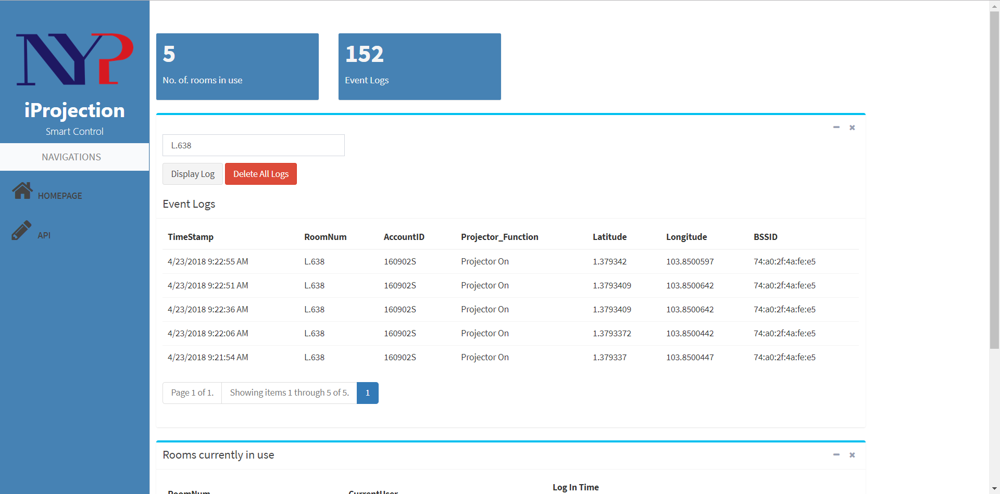 NYP
iProjection
Smart Control
NAVIGATIONS
HOMEPAGE
API
5
No. of. rooms in use
152
Event Logs
L.638
Display Log Delete All Logs
Event Logs
TimeStamp RoomNum AccountID Projector_Function Latitude Longitude BSSID
4/23/2018 9:22:55 AM L.638 160902S Projector On 1.379342 103.8500597 74:a0:2f:4a:fe:e5
4/23/2018 9:22:51 AM L.638 160902S Projector On 1.3793409 103.8500642 74:a0:2f:4a:fe:e5
4/23/2018 9:22:36 AM L.638 160902S Projector On 1.3793409 103.8500642 74:a0:2f:4a:fe:e5
4/23/2018 9:22:06 AM L.638 160902S Projector On 1.3793372 103.8500442 74:a0:2f:4a:fe:e5
4/23/2018 9:21:54 AM L.638 160902S Projector On 1.379337 103.8500447 74:a0:2f:4a:fe:e5
Page 1 of 1. Showing items 1 through 5 of 5. 1
Rooms currently in use
RoomNum CurrentUser Log In Time